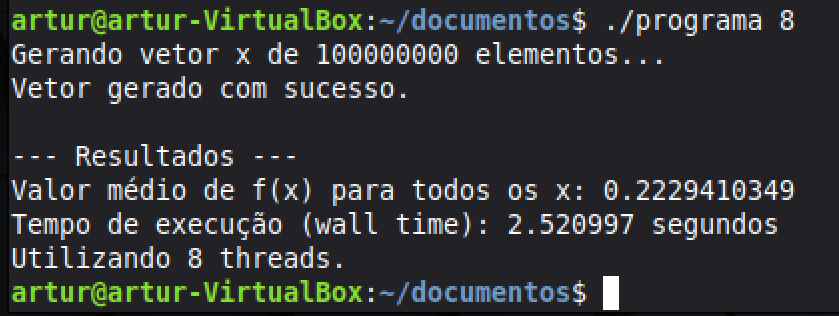 artur@artur-VirtualBox:~/documentos$ ./programa 8
Gerando vetor x de 100000000 elementos...
Vetor gerado com sucesso.

--- Resultados ---
Valor médio de f(x) para todos os x: 0.2229410349
Tempo de execução (wall time): 2.520997 segundos
Utilizando 8 threads.
artur@artur-VirtualBox:~/documentos$